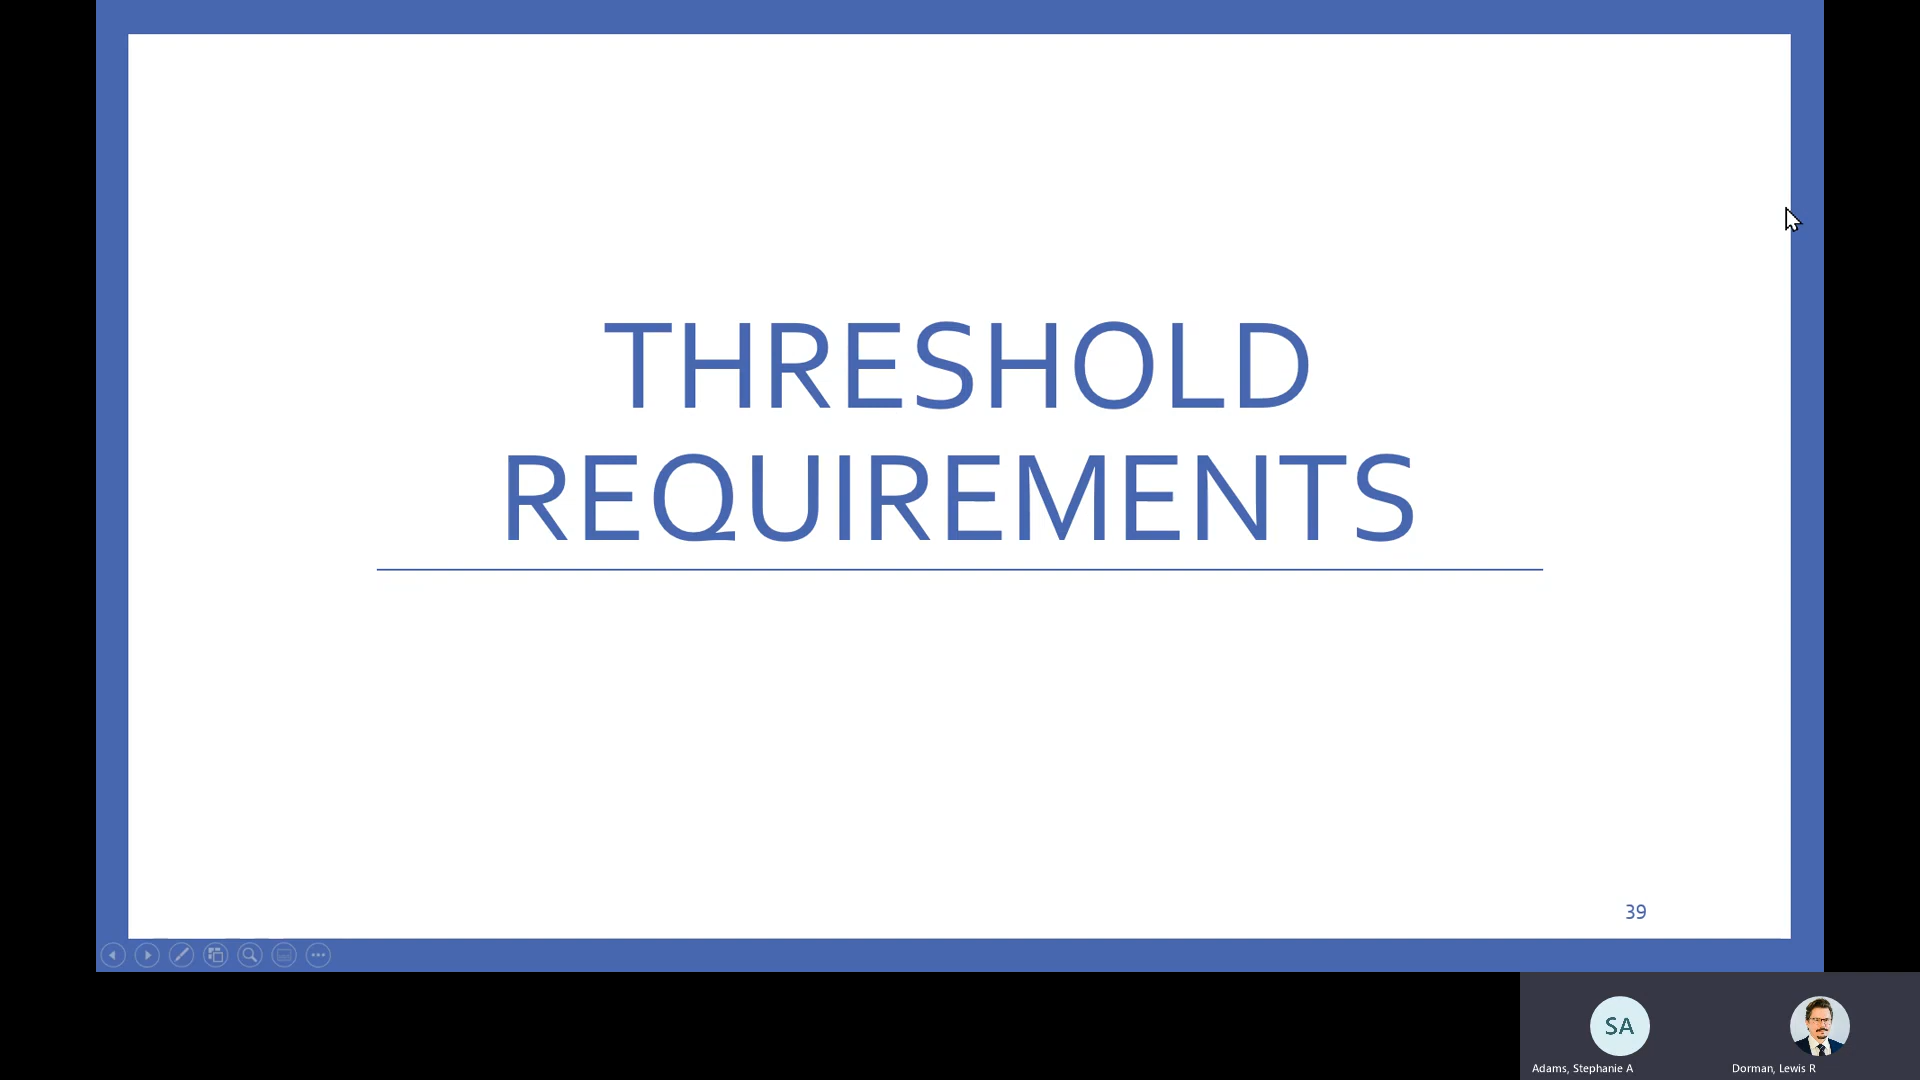 THRESHOLD
REQUIREMENTS
39
SA
Adams, Stephanie A
Dorman, Lewis R